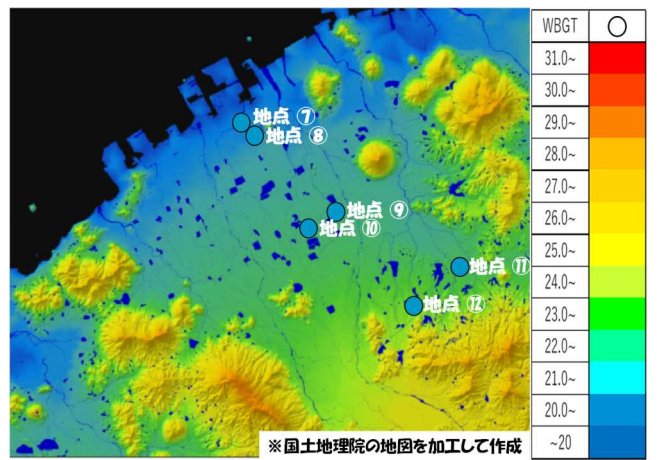 地点 ⑦
地点 ⑧
地点 ⑨
地点 ⑩
地点 ⑪
地点 ⑫
※国土地理院の地図を加工して作成
WBGT ○
31.0~
30.0~
29.0~
28.0~
27.0~
26.0~
25.0~
24.0~
23.0~
22.0~
21.0~
20.0~
~20